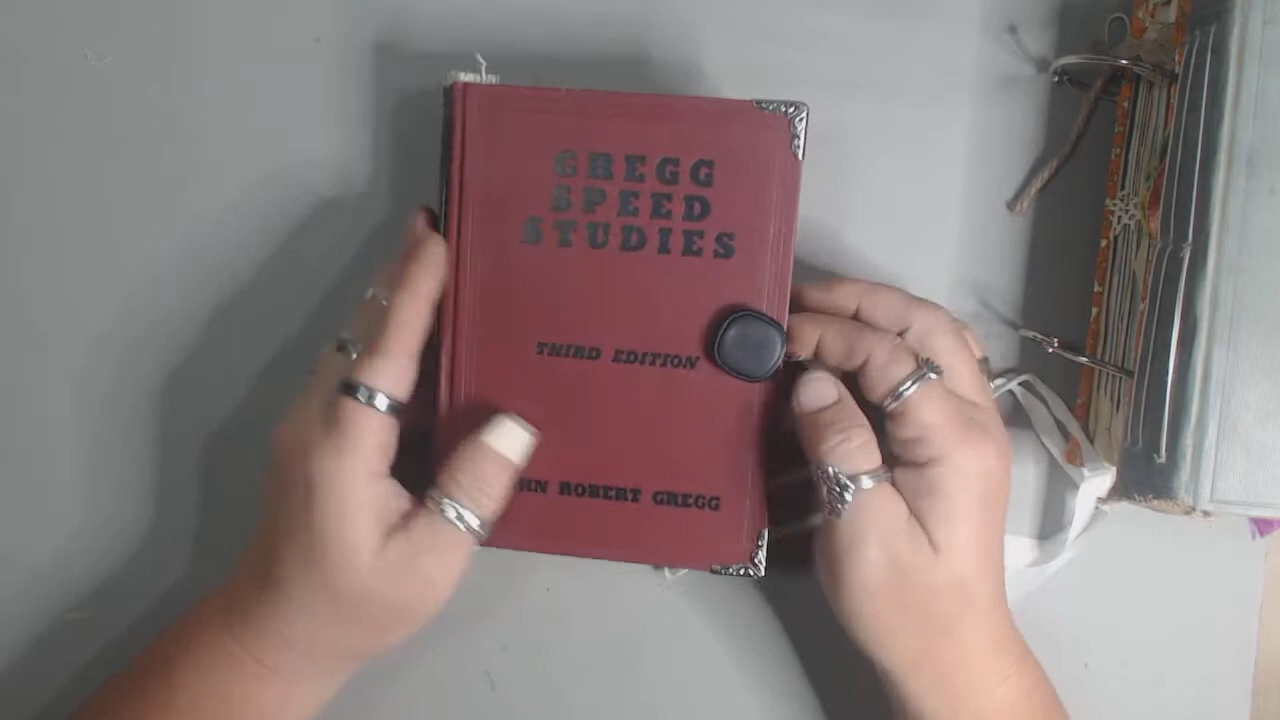 GREGG
SPEED
STUDIES
THIRD EDITION
ROBERT GREGG